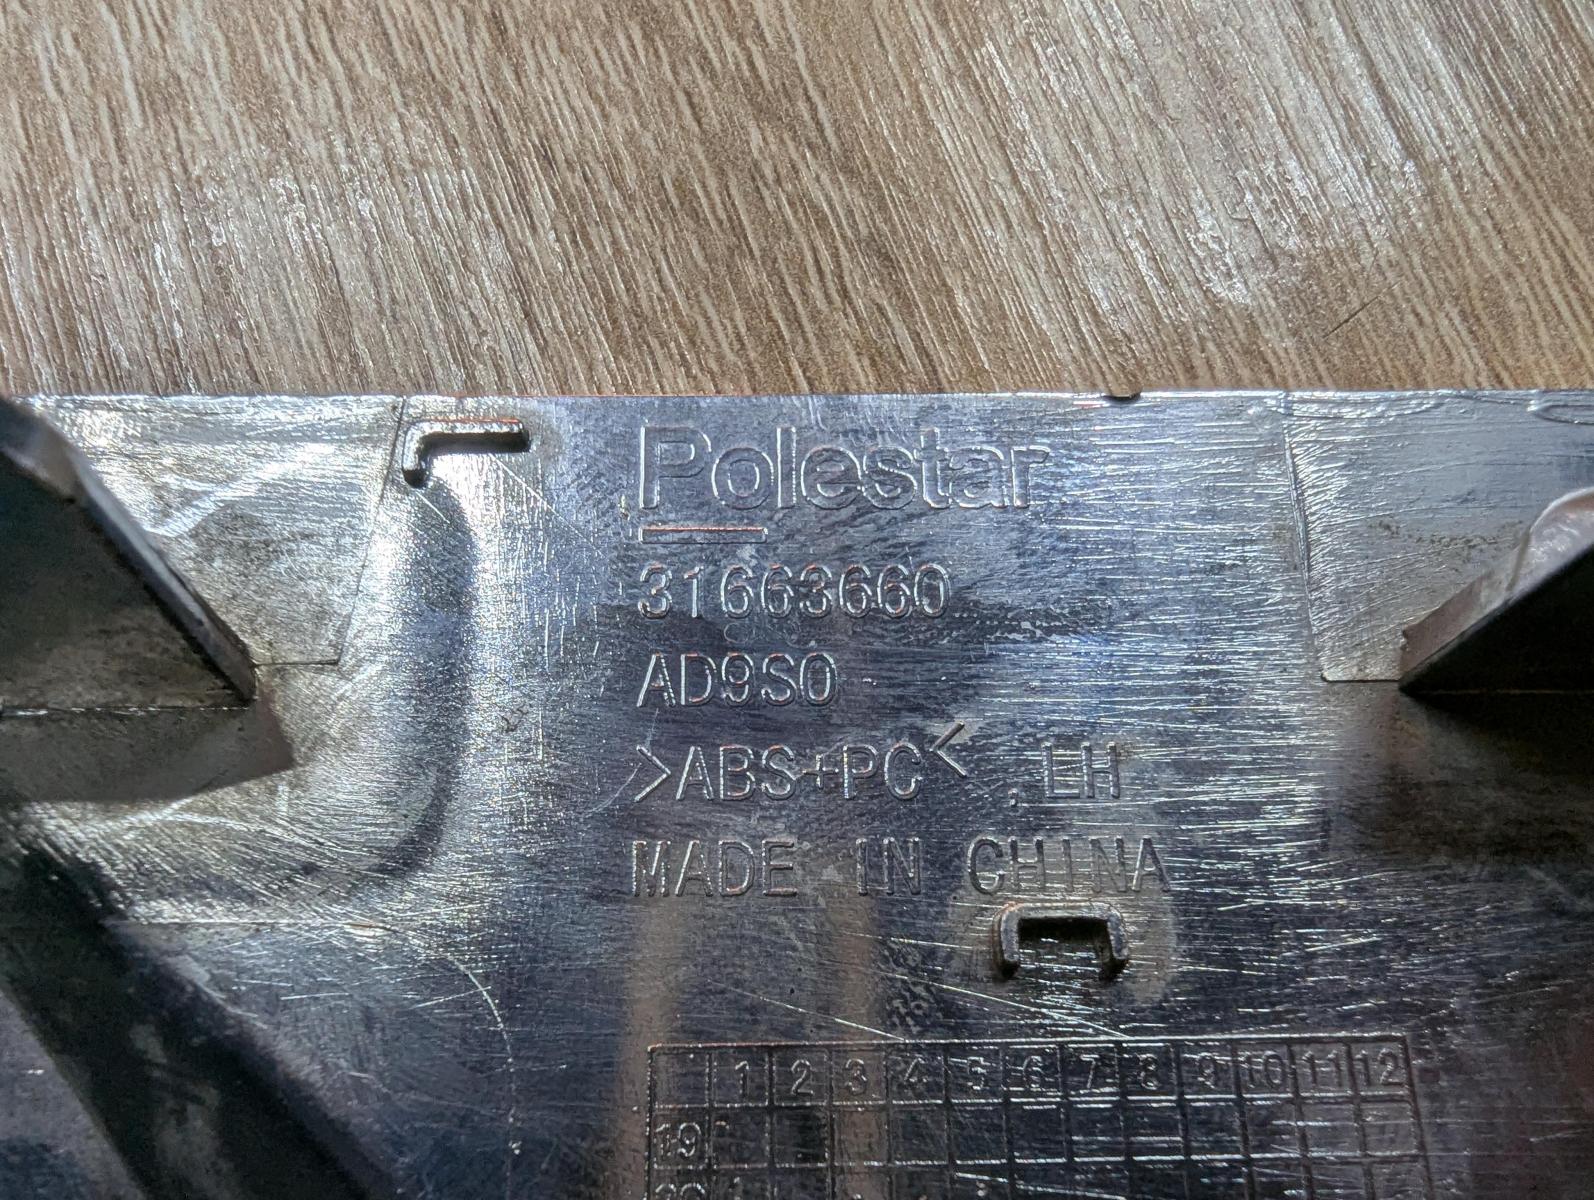 Polestar
31663660
AD9S0
>ABS+PC< , LH
MADE IN CHINA
1 2 3 4 5 6 7 8 9 10 11 12
19